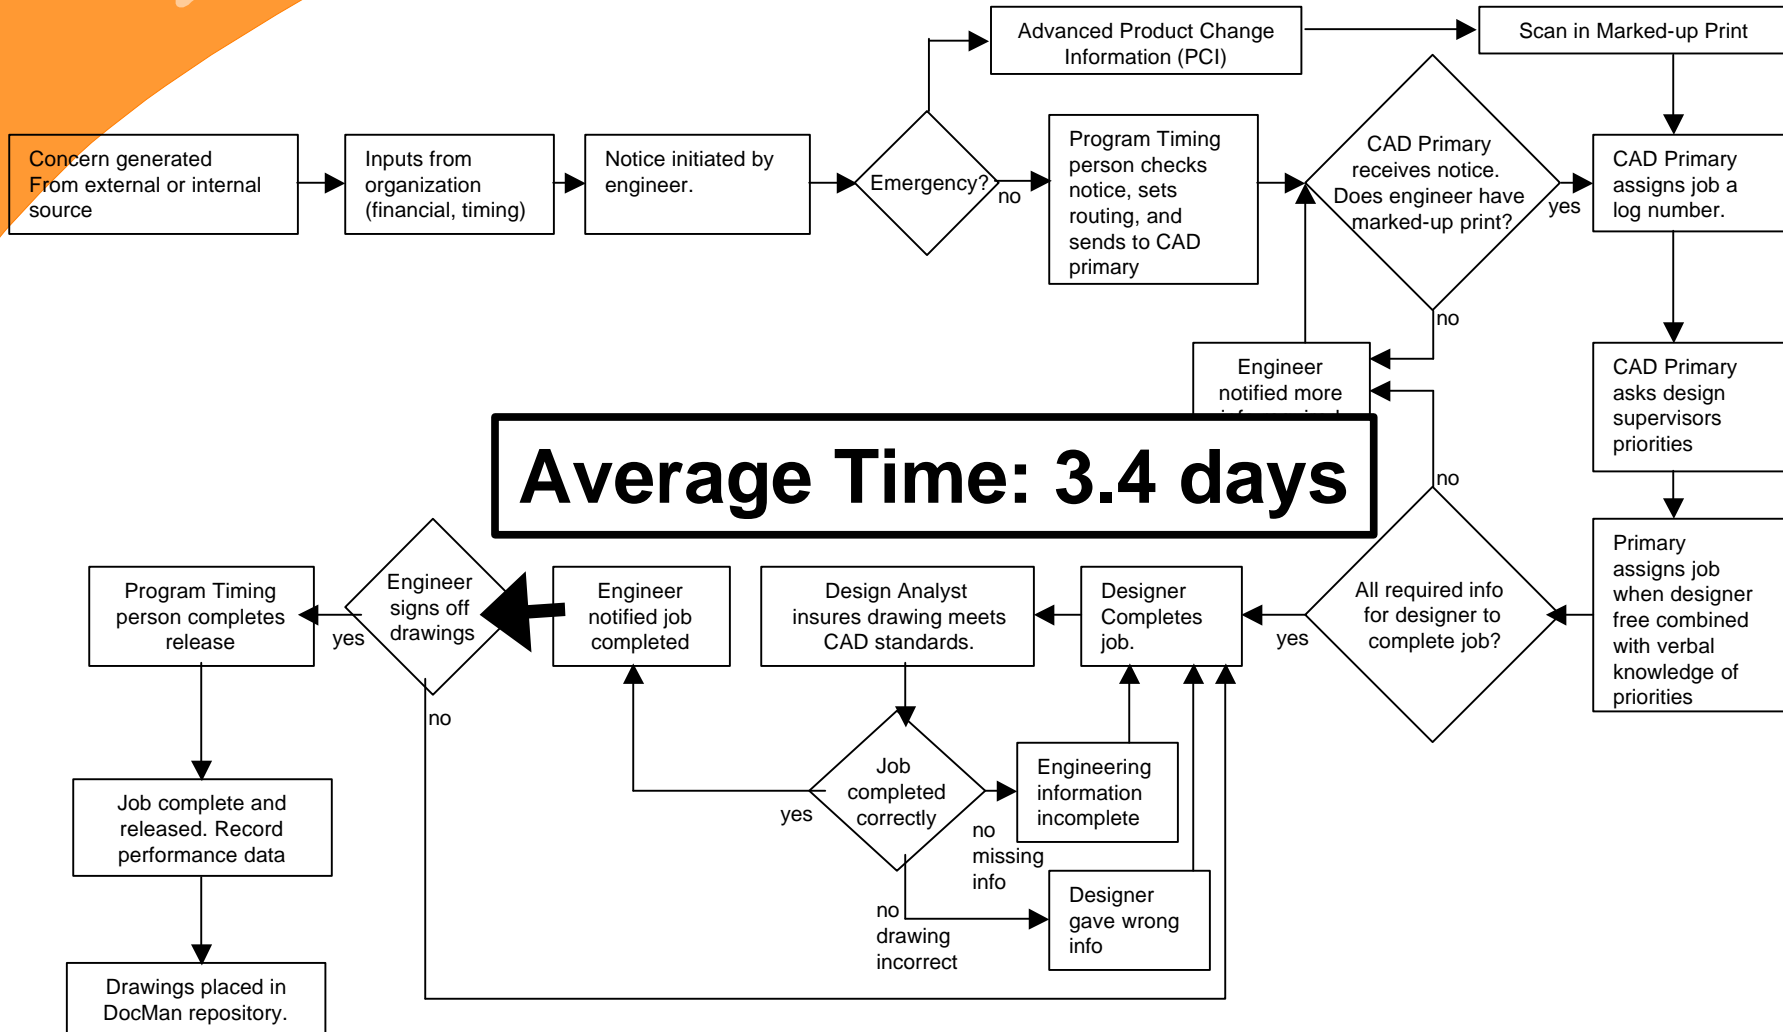 Advanced Product Change
Information (PCI)
Scan in Marked-up Print
Concern generated
From external or internal
source
Inputs from
organization
(financial, timing)
Notice initiated by
engineer.
Emergency?
no
Program Timing
person checks
notice, sets
routing, and
sends to CAD
primary
CAD Primary
receives notice.
Does engineer have
marked-up print?
yes
no
CAD Primary
assigns job a
log number.
Engineer
notified more
CAD Primary
asks design
supervisors
priorities
Average Time: 3.4 days
no
Program Timing
person completes
release
yes
Engineer
signs off
drawings
no
Engineer
notified job
completed
Design Analyst
insures drawing meets
CAD standards.
Designer
Completes
job.
yes
All required info
for designer to
complete job?
Primary
assigns job
when designer
free combined
with verbal
knowledge of
priorities
Job complete and
released. Record
performance data
yes
Job
completed
correctly
no
missing
info
Engineering
information
incomplete
no
drawing
incorrect
Designer
gave wrong
info
Drawings placed in
DocMan repository.